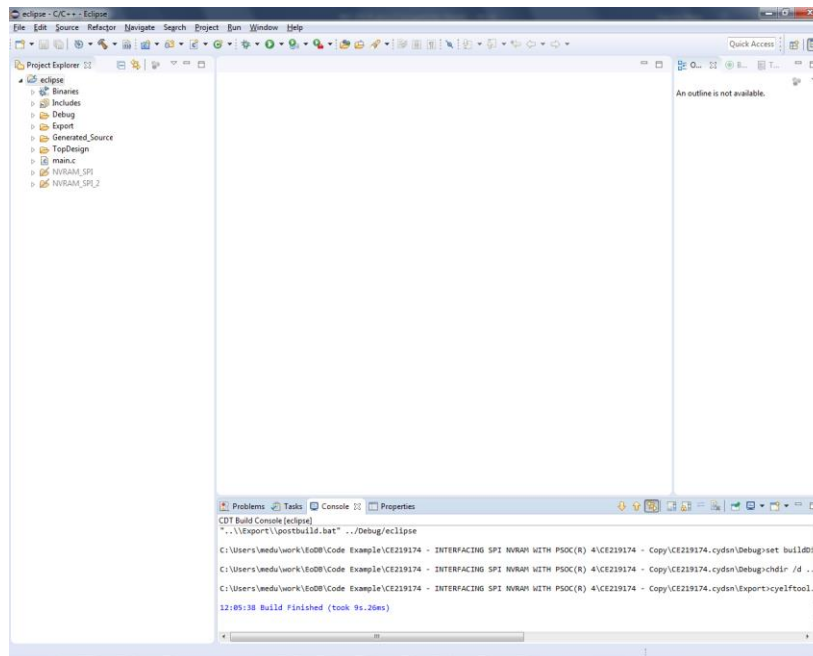 eclipse - C/C++ - Eclipse
File Edit Source Refactor Navigate Search Project Run Window Help
Quick Access
Project Explorer
O...
B...
T...
eclipse
An outline is not available.
Binaries
Includes
Debug
Export
Generated_Source
TopDesign
main.c
NVRAM_SPI
NVRAM_SPI_2
Problems Tasks Console Properties
CDT Build Console [eclipse]
"..\\Export\\postbuild.bat" ../Debug/eclipse
C:\Users\medu\work\EoDB\Code Example\CE219174 - INTERFACING SPI NVRAM WITH PSOC(R) 4\CE219174 - Copy\CE219174.cydsn\Debug>set buildDi
C:\Users\medu\work\EoDB\Code Example\CE219174 - INTERFACING SPI NVRAM WITH PSOC(R) 4\CE219174 - Copy\CE219174.cydsn\Debug>chdir /d ..
C:\Users\medu\work\EoDB\Code Example\CE219174 - INTERFACING SPI NVRAM WITH PSOC(R) 4\CE219174 - Copy\CE219174.cydsn\Export>cyelftool.
12:05:38 Build Finished (took 9s.26ms)